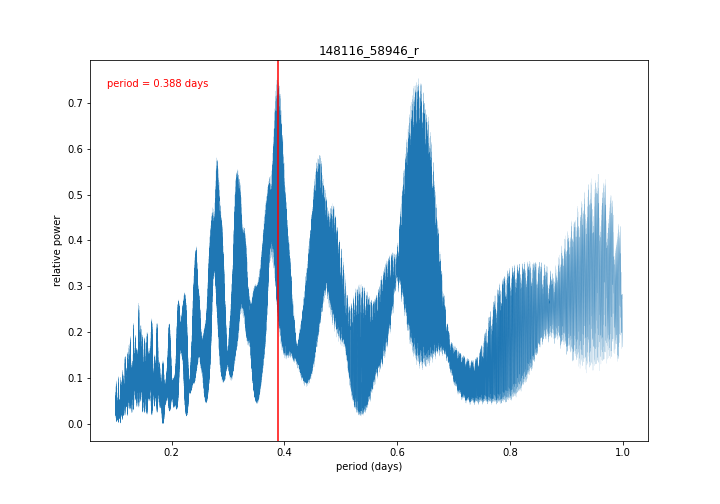 148116_58946_r
period = 0.388 days
relative power
0.7
0.6
0.5
0.4
0.3
0.2
0.1
0.0
0.2 0.4 0.6 0.8 1.0
period (days)